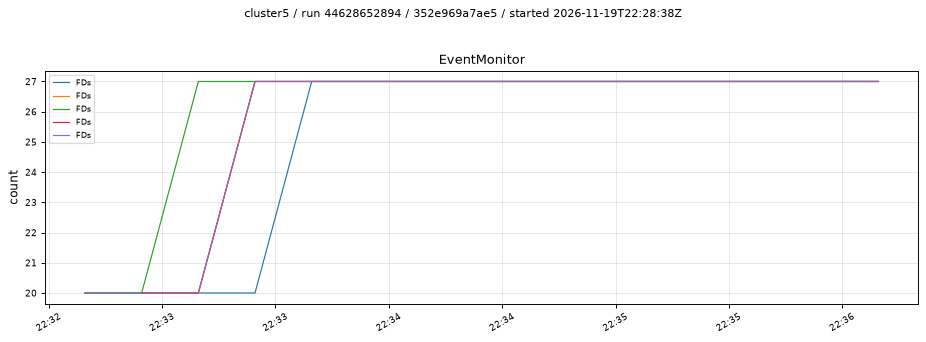 cluster5 / run 44628652894 / 352e969a7ae5 / started 2026-11-19T22:28:38Z
EventMonitor
count
27
26
25
24
23
22
21
20
FDs
FDs
FDs
FDs
FDs
22:32
22:33
22:33
22:34
22:34
22:35
22:35
22:36